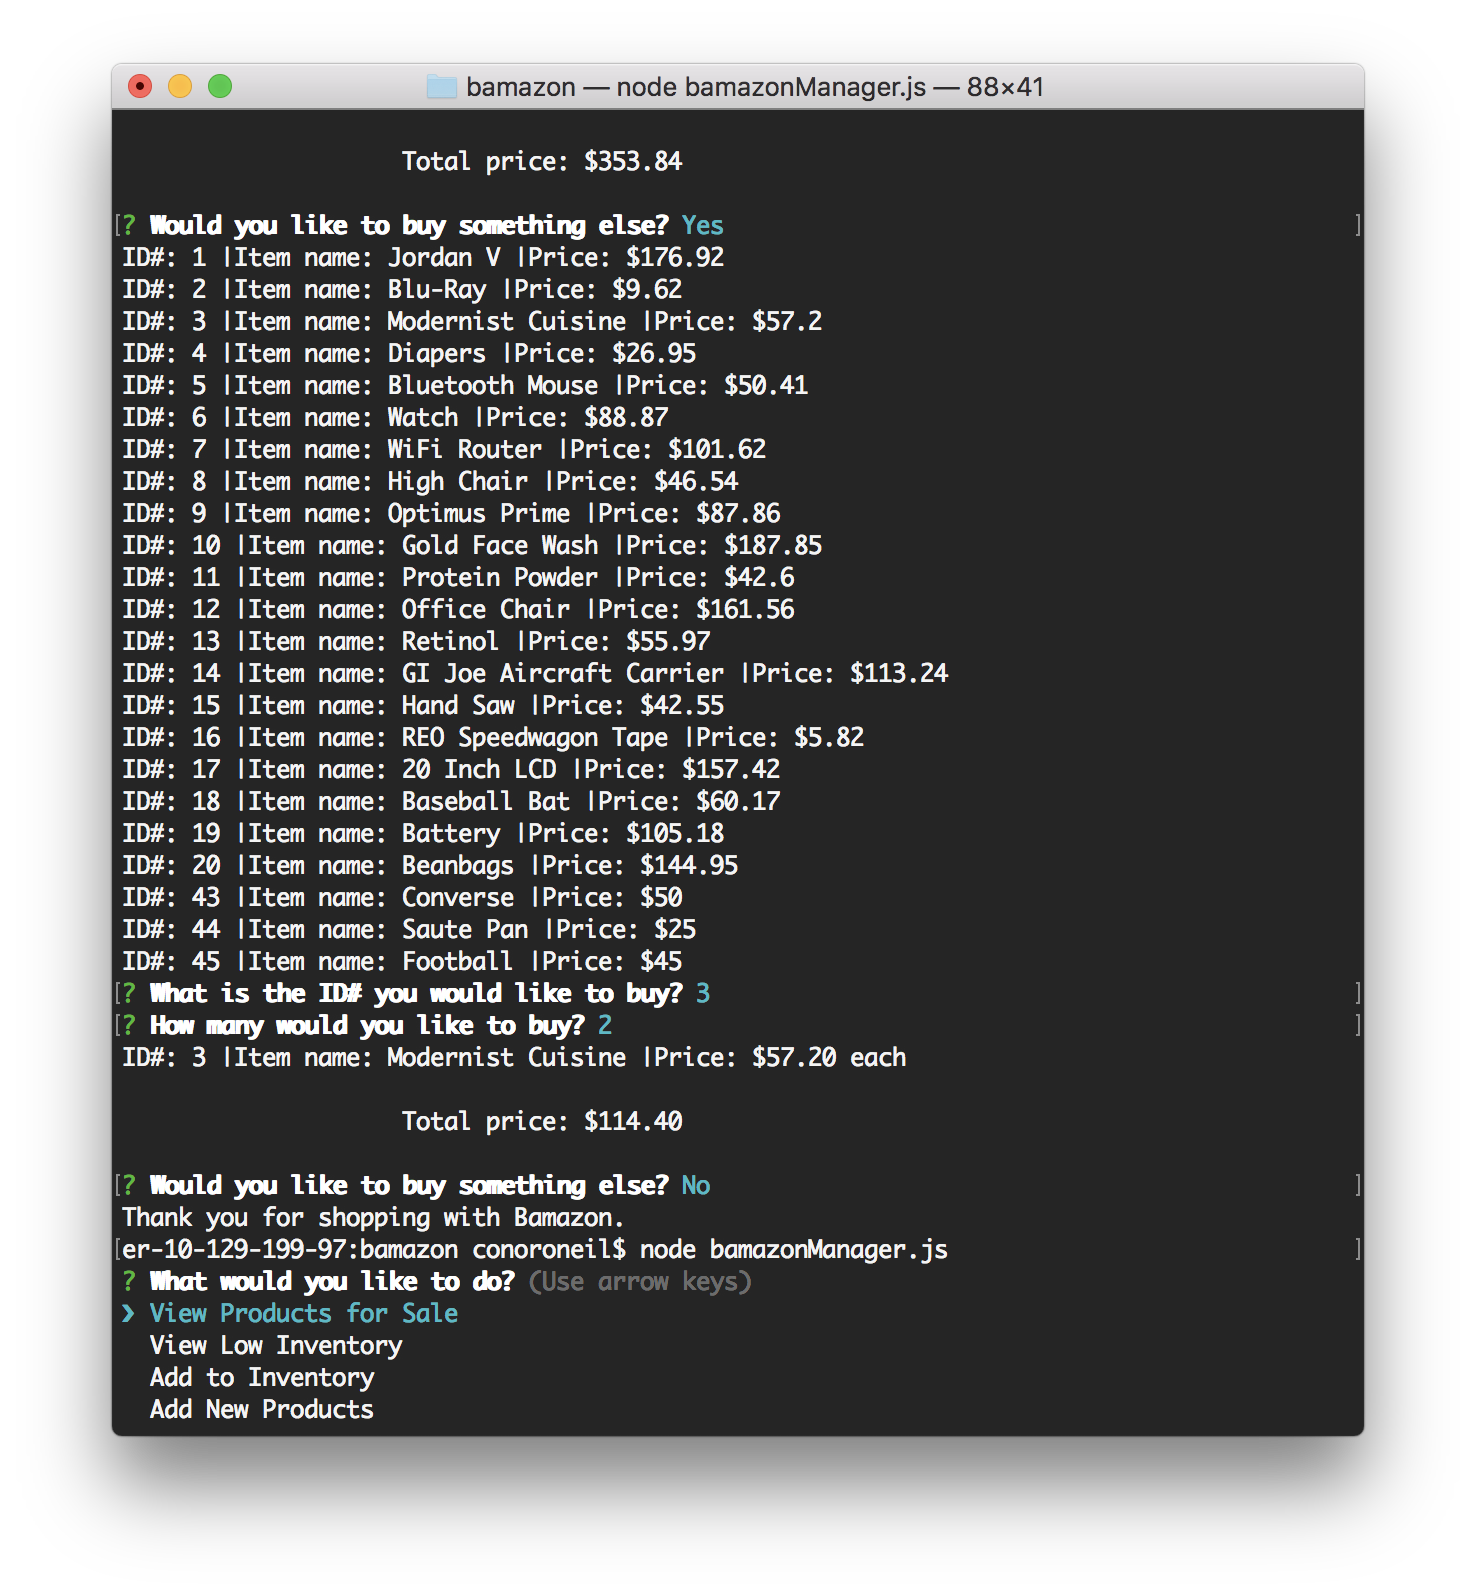 bamazon — node bamazonManager.js — 88×41
Total price: $353.84
[? Would you like to buy something else? Yes ]
ID#: 1 |Item name: Jordan V |Price: $176.92
ID#: 2 |Item name: Blu-Ray |Price: $9.62
ID#: 3 |Item name: Modernist Cuisine |Price: $57.2
ID#: 4 |Item name: Diapers |Price: $26.95
ID#: 5 |Item name: Bluetooth Mouse |Price: $50.41
ID#: 6 |Item name: Watch |Price: $88.87
ID#: 7 |Item name: WiFi Router |Price: $101.62
ID#: 8 |Item name: High Chair |Price: $46.54
ID#: 9 |Item name: Optimus Prime |Price: $87.86
ID#: 10 |Item name: Gold Face Wash |Price: $187.85
ID#: 11 |Item name: Protein Powder |Price: $42.6
ID#: 12 |Item name: Office Chair |Price: $161.56
ID#: 13 |Item name: Retinol |Price: $55.97
ID#: 14 |Item name: GI Joe Aircraft Carrier |Price: $113.24
ID#: 15 |Item name: Hand Saw |Price: $42.55
ID#: 16 |Item name: REO Speedwagon Tape |Price: $5.82
ID#: 17 |Item name: 20 Inch LCD |Price: $157.42
ID#: 18 |Item name: Baseball Bat |Price: $60.17
ID#: 19 |Item name: Battery |Price: $105.18
ID#: 20 |Item name: Beanbags |Price: $144.95
ID#: 43 |Item name: Converse |Price: $50
ID#: 44 |Item name: Saute Pan |Price: $25
ID#: 45 |Item name: Football |Price: $45
[? What is the ID# you would like to buy? 3 ]
[? How many would you like to buy? 2 ]
ID#: 3 |Item name: Modernist Cuisine |Price: $57.20 each
Total price: $114.40
[? Would you like to buy something else? No ]
Thank you for shopping with Bamazon.
[er-10-129-199-97:bamazon conoroneil$ node bamazonManager.js ]
? What would you like to do? (Use arrow keys)
❯ View Products for Sale
View Low Inventory
Add to Inventory
Add New Products